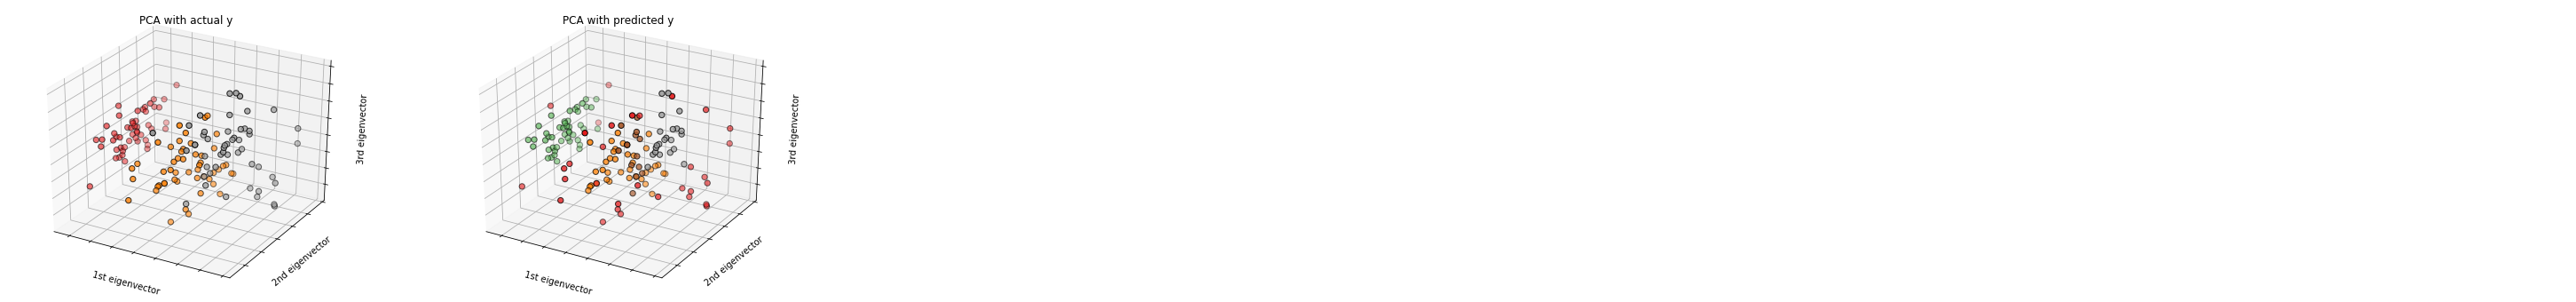 PCA with actual y
3rd eigenvector
2nd eigenvector
1st eigenvector
PCA with predicted y
3rd eigenvector
2nd eigenvector
1st eigenvector